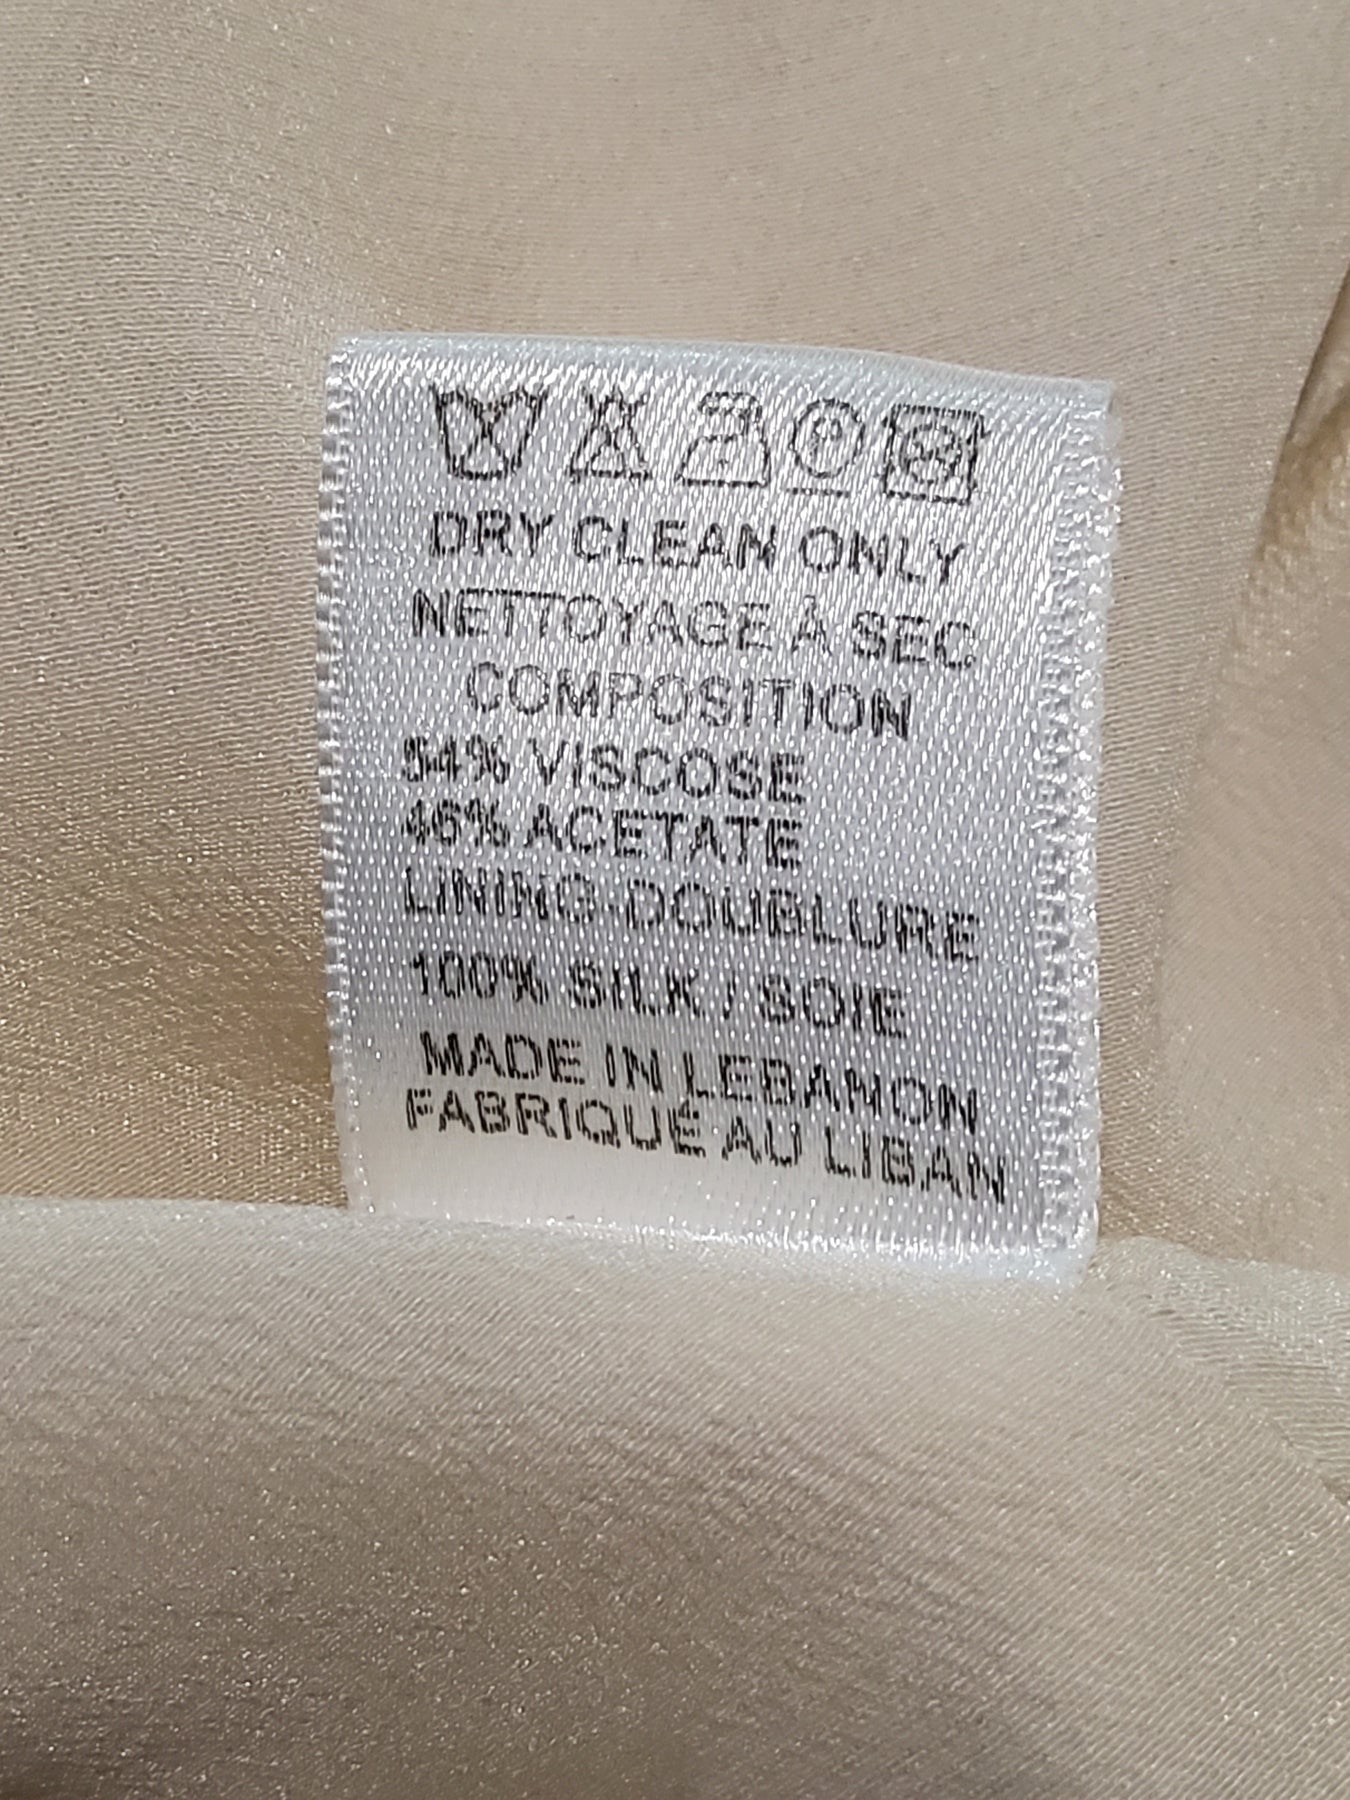 P
DRY CLEAN ONLY
NETTOYAGE À SEC
COMPOSITION
54% VISCOSE
46% ACETATE
LINING-DOUBLURE
100% SILK / SOIE
MADE IN LEBANON
FABRIQUÉ AU LIBAN